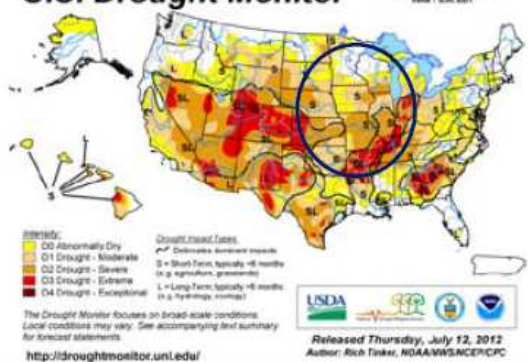 U.S. Drought Monitor
L
S
SL
Intensity:
D0 Abnormally Dry
D1 Drought - Moderate
D2 Drought - Severe
D3 Drought - Extreme
D4 Drought - Exceptional
Drought Impact Types:
Delineates dominant impacts
S = Short-Term, typically <6 months
(e.g. agriculture, grasslands)
L = Long-Term, typically >6 months
(e.g. hydrology, ecology)
The Drought Monitor focuses on broad-scale conditions.
Local conditions may vary. See accompanying text summary
for forecast statements.
http://droughtmonitor.unl.edu/
USDA
Released Thursday, July 12, 2012
Author: Rich Tinker, NOAA/NWS/NCEP/CPC